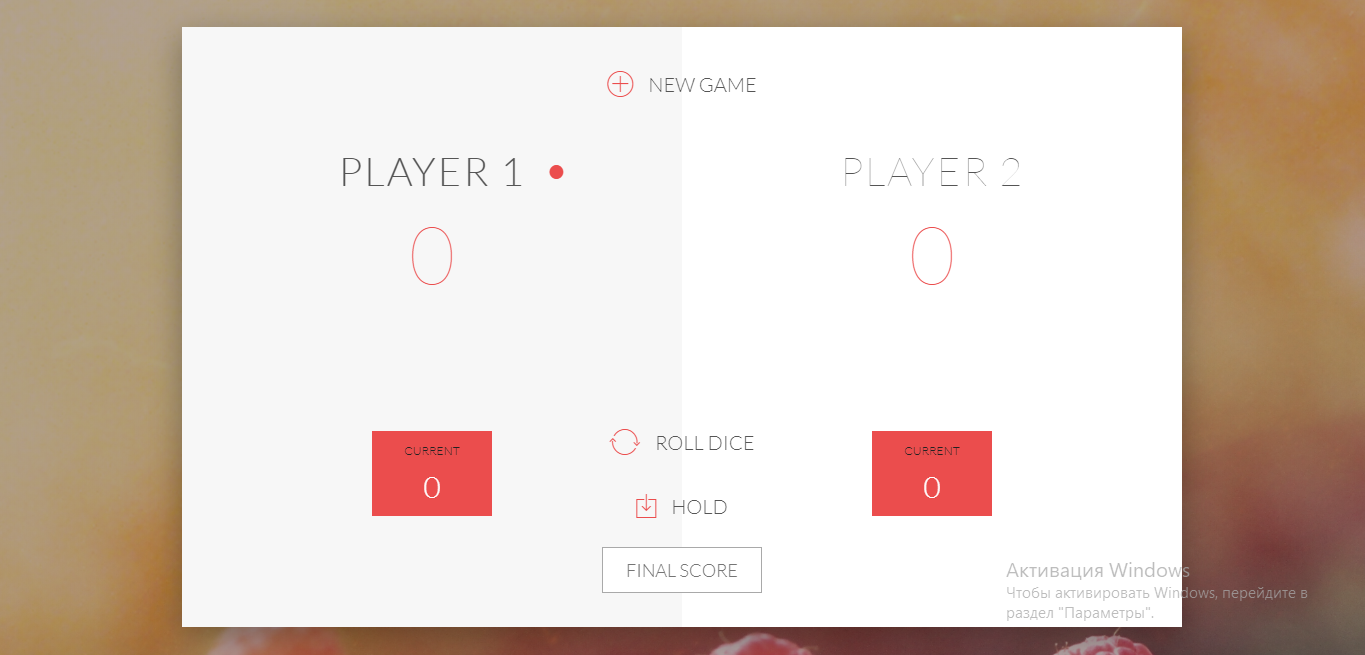 NEW GAME
PLAYER 1
PLAYER 2
0
0
CURRENT
0
ROLL DICE
HOLD
FINAL SCORE
CURRENT
0
Активация Windows
Чтобы активировать Windows, перейдите в
раздел "Параметры".